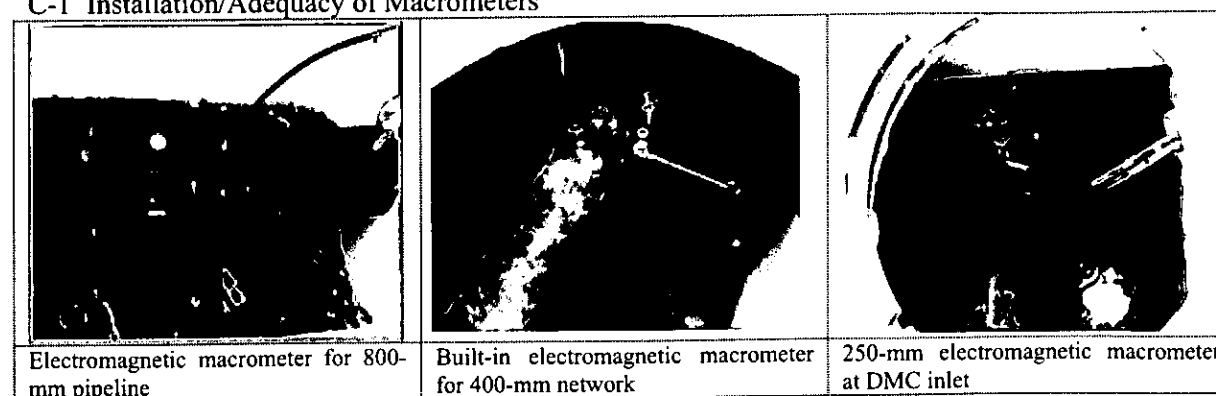 C-1 Installation/Adequacy of Macrometers
Electromagnetic macrometer for 800-
mm pipeline
Built-in electromagnetic macrometer
for 400-mm network
250-mm electromagnetic macrometer
at DMC inlet